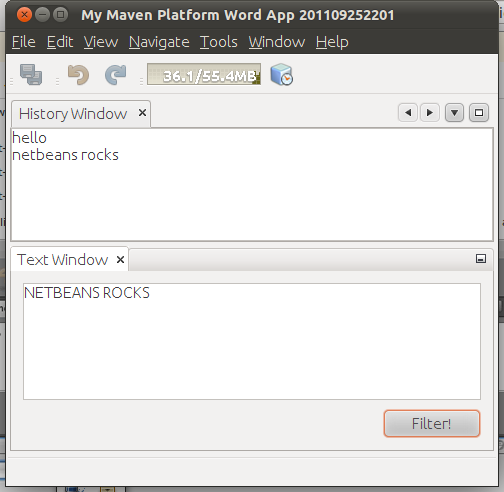 My Maven Platform Word App 201109252201
File Edit View Navigate Tools Window Help
36.1/55.4MB
History Window
hello
netbeans rocks
Text Window
NETBEANS ROCKS
Filter!